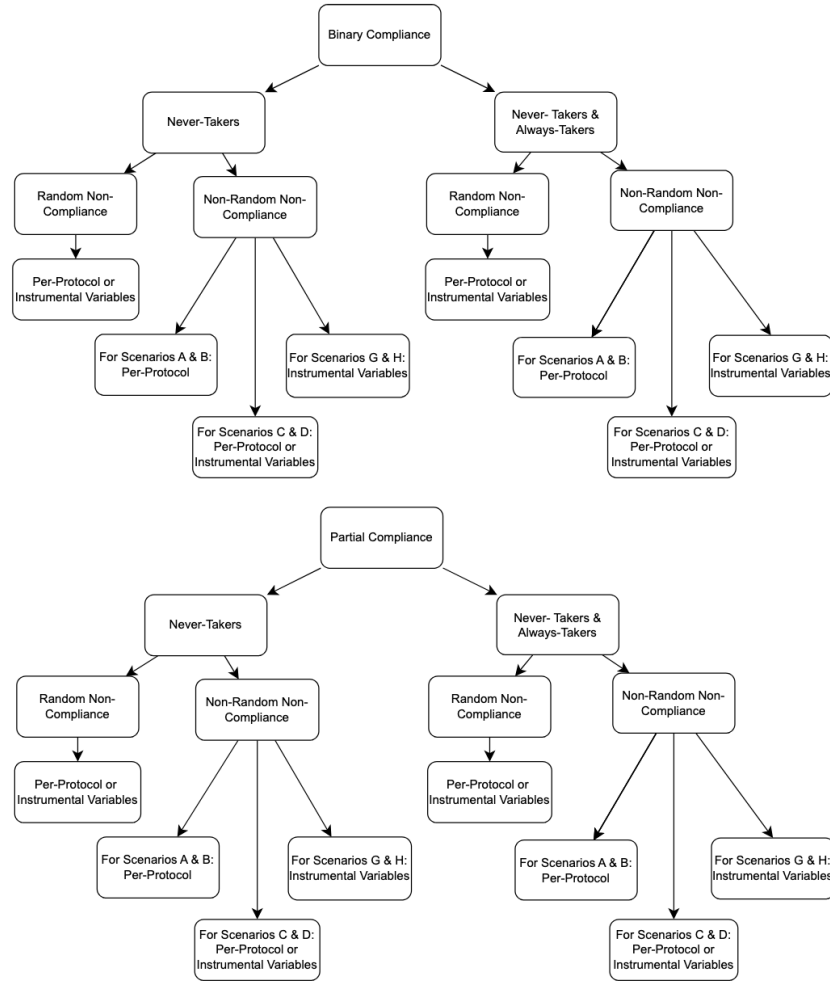 Binary Compliance
Never-Takers
Never- Takers &
Always-Takers
Random Non-
Compliance
Non-Random Non-
Compliance
Random Non-
Compliance
Non-Random Non-
Compliance
Per-Protocol or
Instrumental Variables
Per-Protocol or
Instrumental Variables
For Scenarios A & B:
Per-Protocol
For Scenarios G & H:
Instrumental Variables
For Scenarios A & B:
Per-Protocol
For Scenarios G & H:
Instrumental Variables
For Scenarios C & D:
Per-Protocol or
Instrumental Variables
For Scenarios C & D:
Per-Protocol or
Instrumental Variables
Partial Compliance
Never-Takers
Never- Takers &
Always-Takers
Random Non-
Compliance
Non-Random Non-
Compliance
Random Non-
Compliance
Non-Random Non-
Compliance
Per-Protocol or
Instrumental Variables
Per-Protocol or
Instrumental Variables
For Scenarios A & B:
Per-Protocol
For Scenarios G & H:
Instrumental Variables
For Scenarios A & B:
Per-Protocol
For Scenarios G & H:
Instrumental Variables
For Scenarios C & D:
Per-Protocol or
Instrumental Variables
For Scenarios C & D:
Per-Protocol or
Instrumental Variables